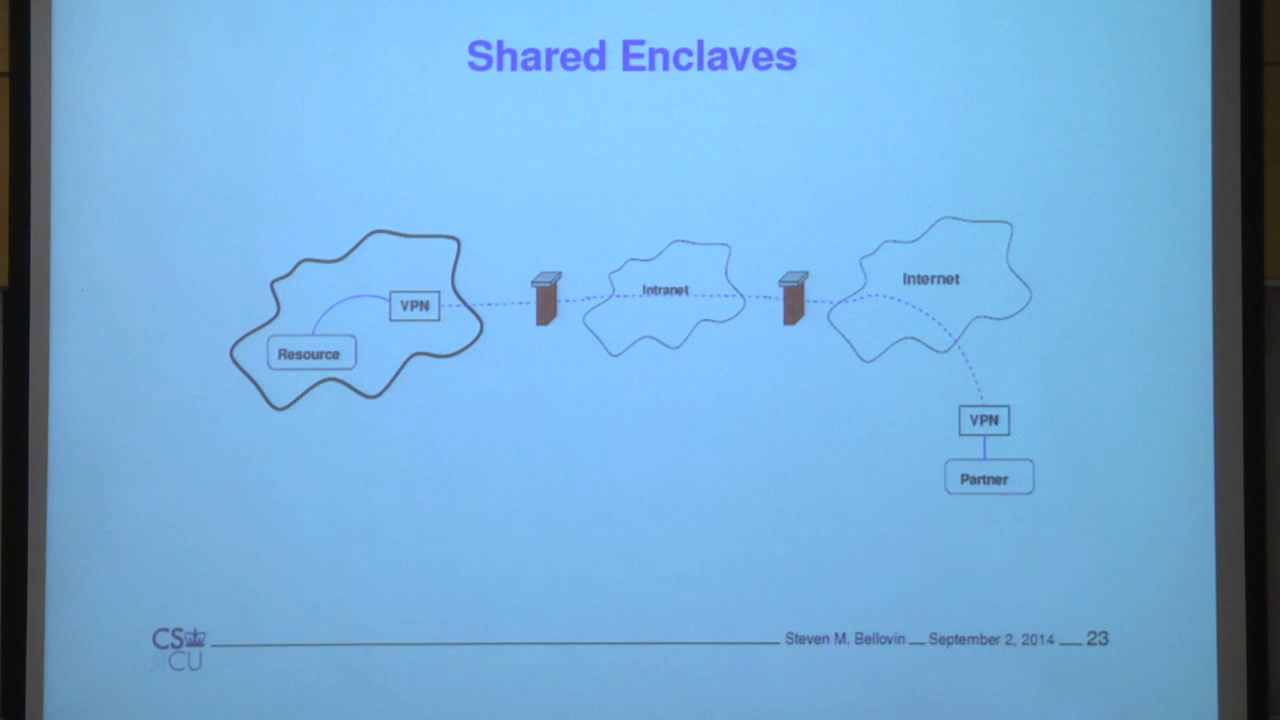 Shared Enclaves
Internet
Intranet
VPN
Resource
VPN
Partner
CS
@CU
Steven M. Bellovin __ September 2, 2014 __ 23